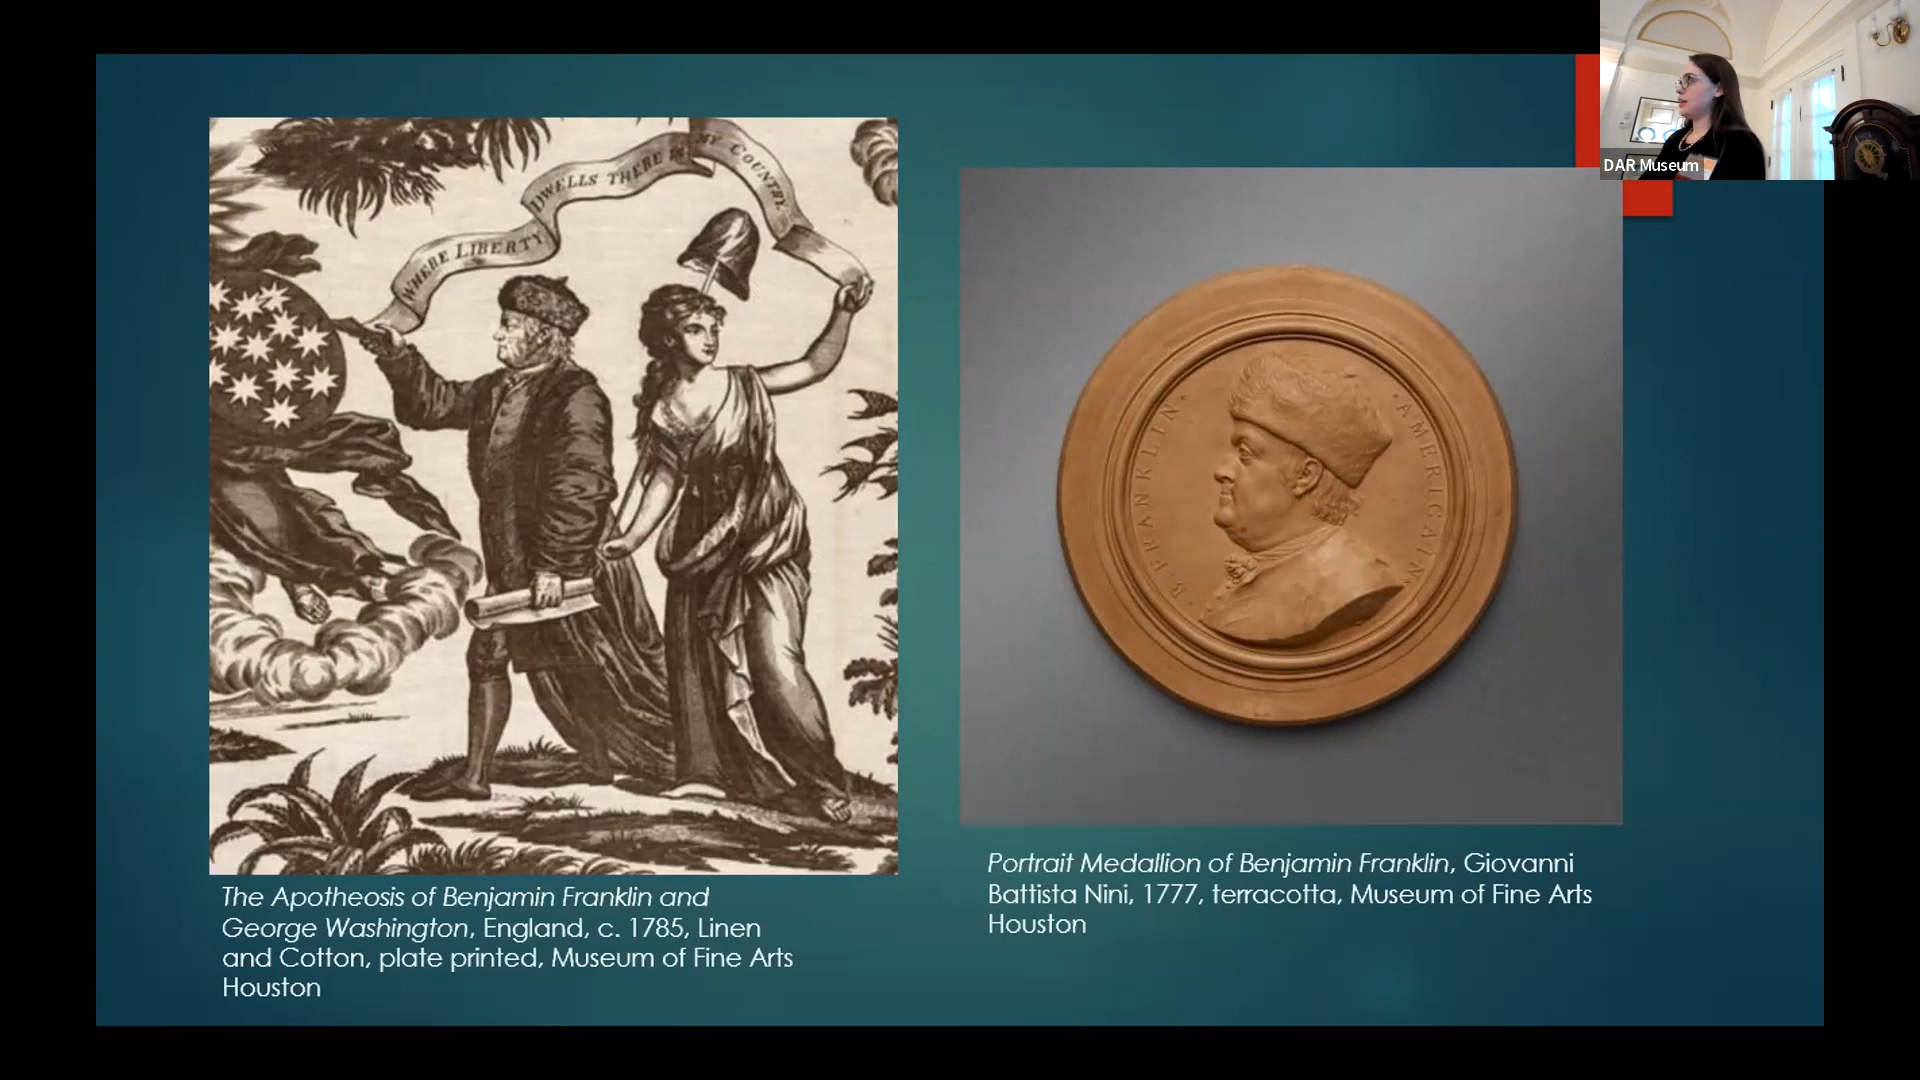 WHERE LIBERTY DWELLS THERE IS MY COUNTRY.
B. FRANKLIN. .AMERICAIN.
DAR Museum
The Apotheosis of Benjamin Franklin and
George Washington, England, c. 1785, Linen
and Cotton, plate printed, Museum of Fine Arts
Houston
Portrait Medallion of Benjamin Franklin, Giovanni
Battista Nini, 1777, terracotta, Museum of Fine Arts
Houston